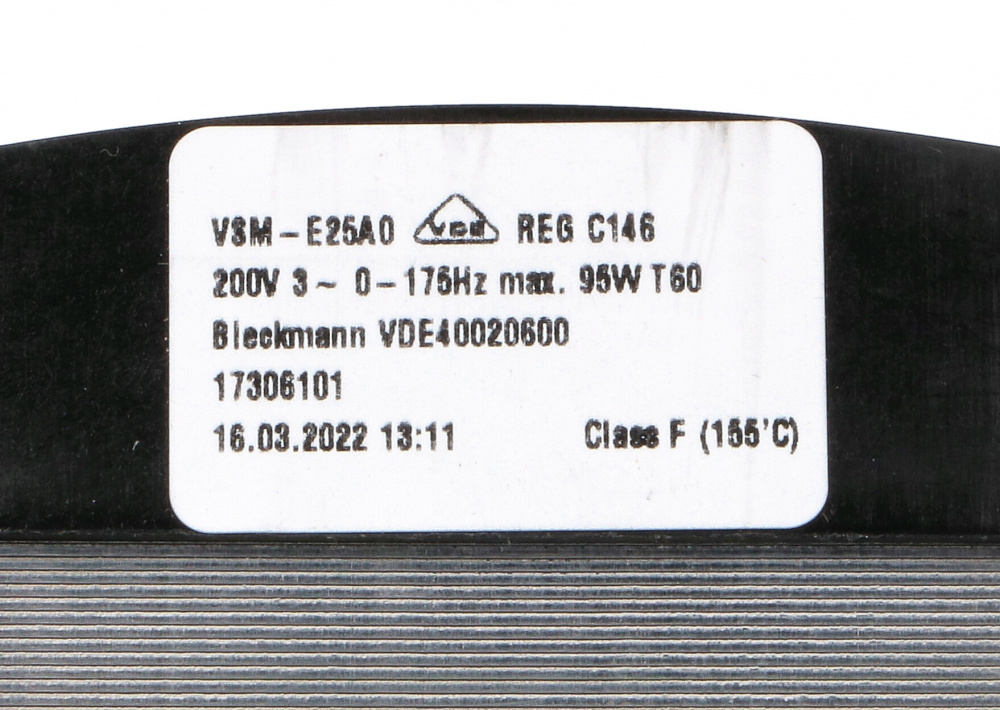 VSM-E25A0 VDE REG C146
200V 3~ 0-175Hz max. 95W T60
Bleckmann VDE40020600
17306101
16.03.2022 13:11 Class F (155'C)